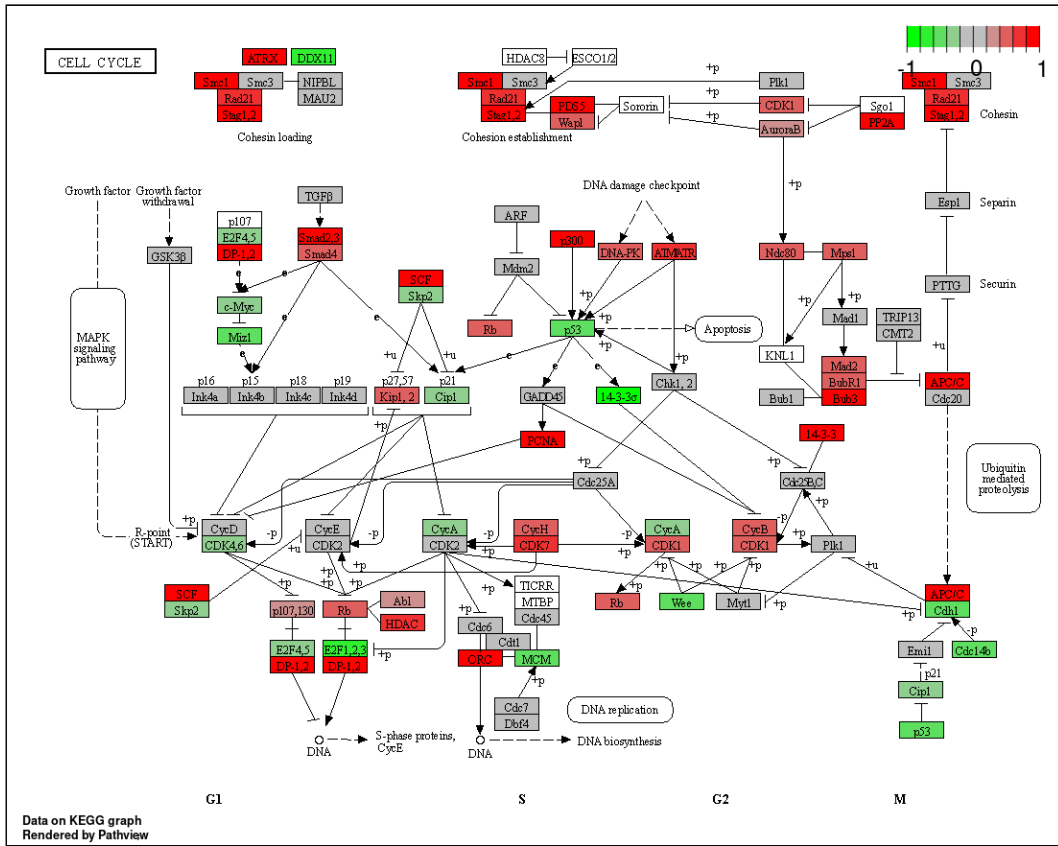 CELL CYCLE
ATRX DDX11
HDAC8 ESCO1/2
-1 0 1
Smc1 Smc3 NIPBL
Rad21 MAU2
Stag1,2
Cohesin loading
Smc1 Smc3
Rad21 PDS5 Sororin
Stag1,2 Wapl
Cohesion establishment
+p
Plk1
+p
CDK1
+p
AuroraB
Sgo1
PP2A
Smc1 Smc3
Rad21
Stag1,2
Cohesin
Growth factor Growth factor
withdrawal
TGFβ
DNA damage checkpoint
+p
Esp1 Separin
p107
E2F4,5
DP-1,2
Smad2,3
Smad4
GSK3β
ARF
Mdm2
p300
DNA-PK ATM/ATR
Ndc80 +p Mps1
PTTG Securin
e
e
e
c-Myc
Miz1
e
SCF
Skp2
Rb
e
p53
+p
+p
+p
Apoptosis
+p
+p
Mad1
TRIP13
CMT2
KNL1
+u
MAPK
signaling
pathway
+u +u
e
e
e
Mad2
BubR1
Bub3
Bub1
APC/C
Cdc20
p16 p15 p18 p19
Ink4a Ink4b Ink4c Ink4d
p27,57 p21
Kip1, 2 Cip1
GADD45 14-3-3σ
Chk1, 2
+p
PCNA
14-3-3
Ubiquitin
mediated
proteolysis
+p
Cdc25A
+p
Cdc25B,C
R-point
(START)
+p
CycD
CDK4,6
-p
+u
CycE
CDK2
-p
CycA
CDK2
-p
+p
CycH
CDK7
-p
CycA
CDK1
CycB
CDK1
-p
+p
+p
Plk1
+u
SCF
Skp2
+p
+p
+p
+p
+p
p107,130
Rb
Abl
HDAC
TICRR
MTBP
Cdc45
Cdc6
Cdt1
+p
Rb
Wee
Myt1
+p
+p
APC/C
Cdh1
-p
E2F4,5
DP-1,2
E2F1,2,3
DP-1,2
+p
ORC MCM
+p
Emi1 Cdc14b
p21
Cip1
Cdc7
Dbf4
DNA replication
p53
DNA
S-phase proteins,
CycE
DNA
DNA biosynthesis
G1 S G2 M
Data on KEGG graph
Rendered by Pathview